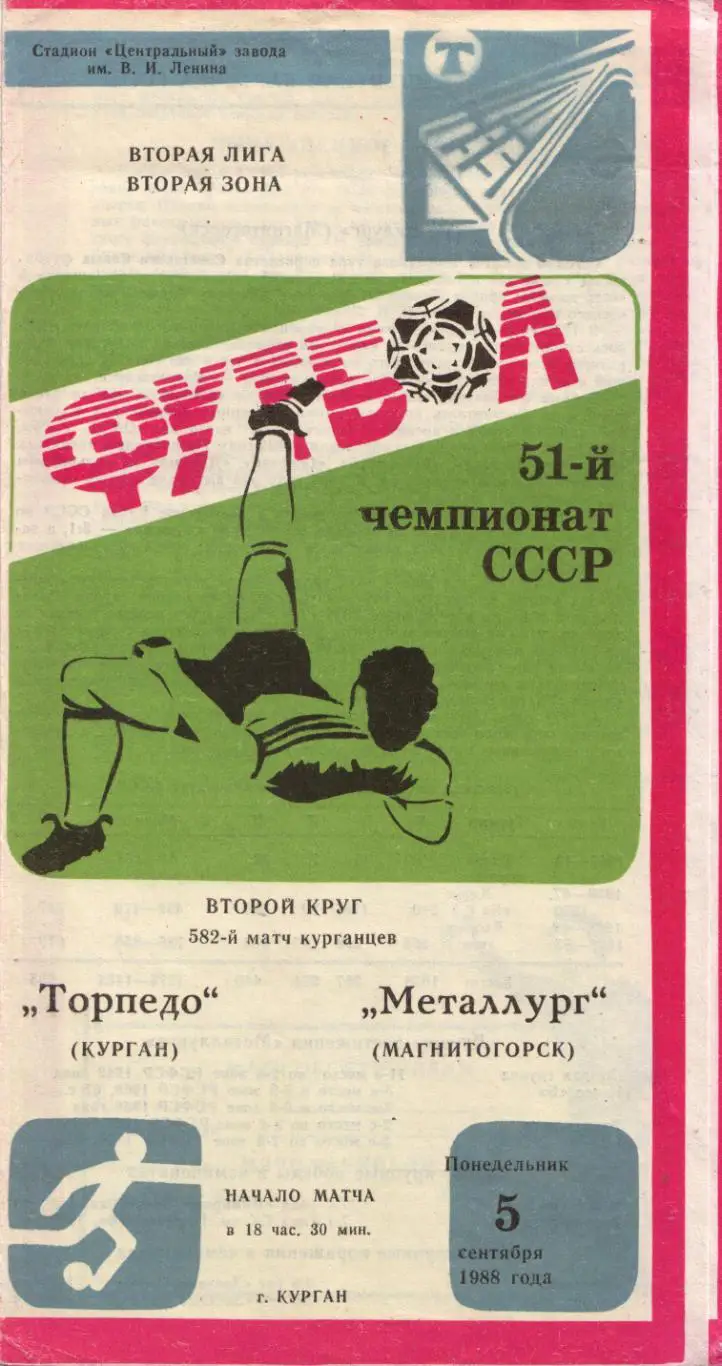 Стадион «Центральный» завода
им. В. И. Ленина
Т
ВТОРАЯ ЛИГА
ВТОРАЯ ЗОНА
ФУТБОЛ
51-й
чемпионат
СССР
ВТОРОЙ КРУГ
582-й матч курганцев
„Торпедо“
(КУРГАН)
„Металлург“
(МАГНИТОГОРСК)
НАЧАЛО МАТЧА
в 18 час. 30 мин.
г. КУРГАН
Понедельник
5
сентября
1988 года